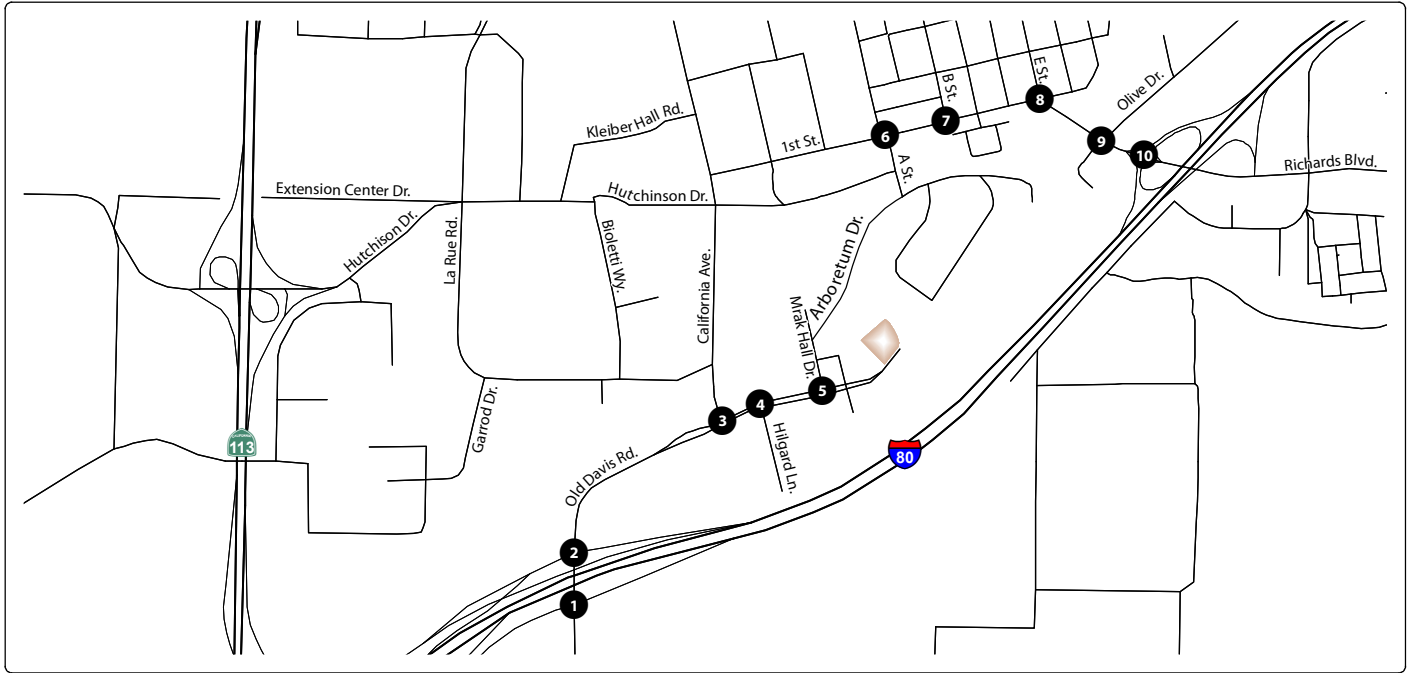 E St.
B St.
Olive Dr.
8
Kleiber Hall Rd.
7
6
1st St.
9
10
A St.
Richards Blvd.
Extension Center Dr.
Hutchinson Dr.
Hutchison Dr.
La Rue Rd.
Bioletti Wy.
California Ave.
Arboretum Dr.
Mrak Hall Dr.
5
4
3
Garrod Dr.
Hilgard Ln.
CALIFORNIA
113
80
Old Davis Rd.
2
1